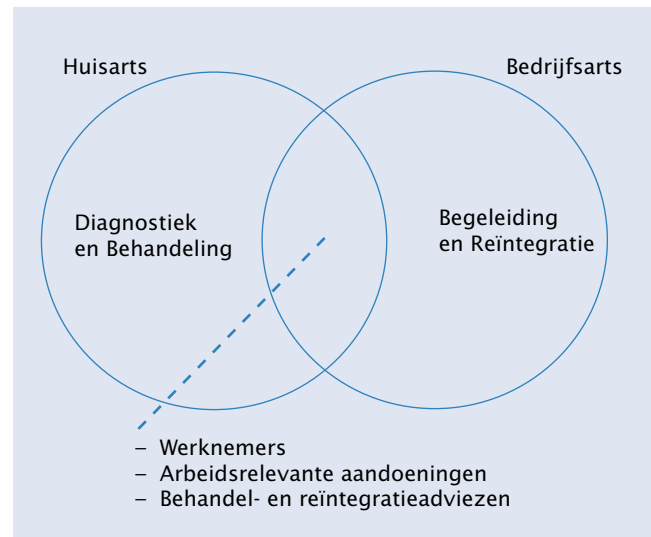 Huisarts
Bedrijfsarts
Diagnostiek
en Behandeling
Begeleiding
en Reïntegratie
– Werknemers
– Arbeidsrelevante aandoeningen
– Behandel- en reïntegratieadviezen